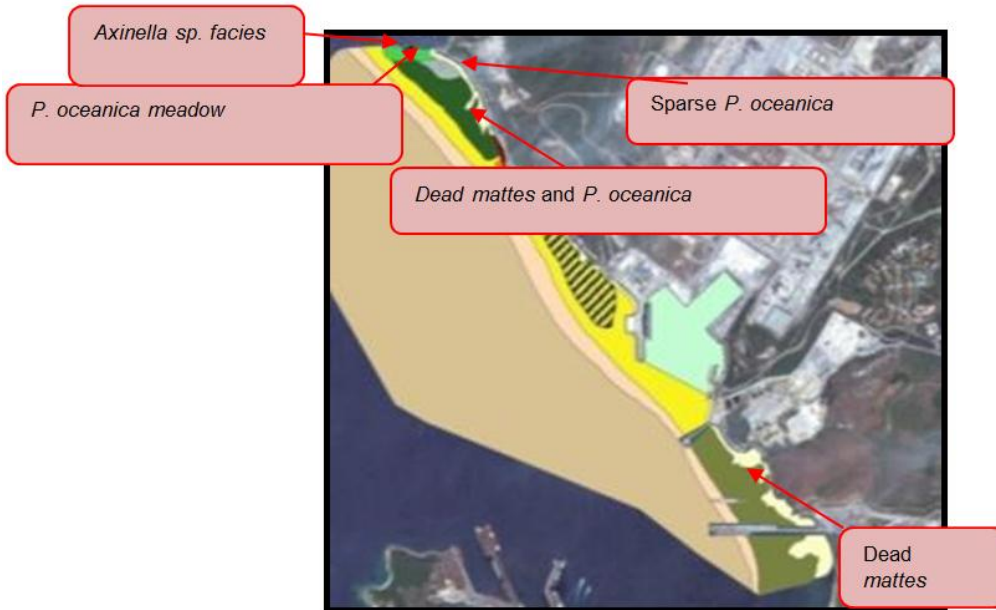 Axinella sp. facies
P. oceanica meadow
Sparse P. oceanica
Dead mattes and P. oceanica
Dead
mattes